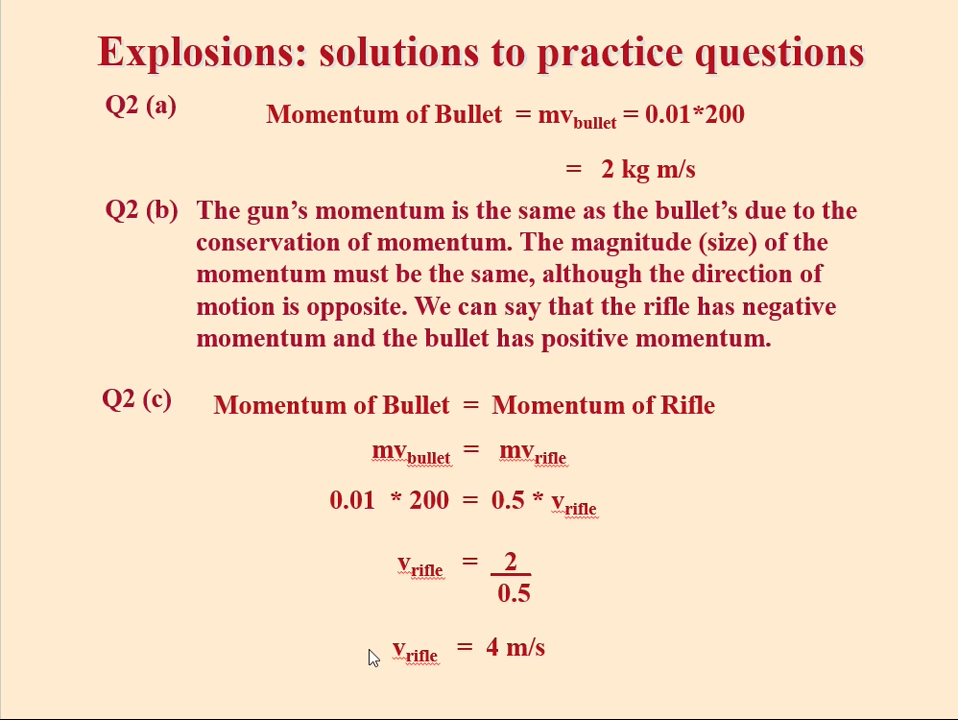 Explosions: solutions to practice questions
Q2 (a) Momentum of Bullet = mvbullet = 0.01*200
= 2 kg m/s
Q2 (b) The gun's momentum is the same as the bullet's due to the
conservation of momentum. The magnitude (size) of the
momentum must be the same, although the direction of
motion is opposite. We can say that the rifle has negative
momentum and the bullet has positive momentum.
Q2 (c) Momentum of Bullet = Momentum of Rifle
mvbullet = mvrifle
0.01 * 200 = 0.5 * vrifle
vrifle = 2
0.5
vrifle = 4 m/s